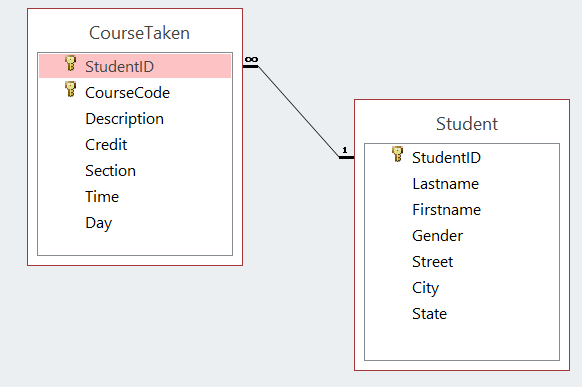 CourseTaken
StudentID
CourseCode
Description
Credit
Section
Time
Day
∞
1
Student
StudentID
Lastname
Firstname
Gender
Street
City
State